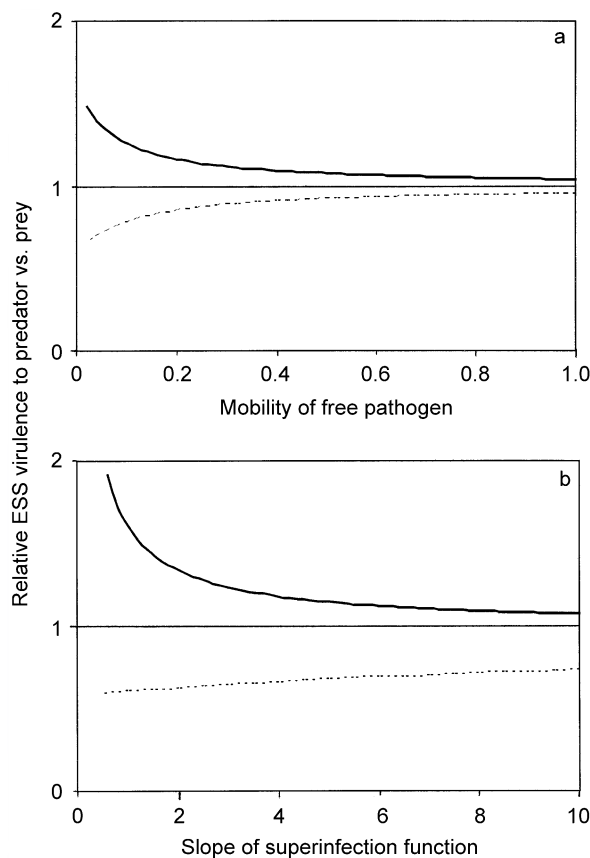 Relative ESS virulence to predator vs. prey
2
a
1
0
0 0.2 0.4 0.6 0.8 1.0
Mobility of free pathogen
2
b
1
0
0 2 4 6 8 10
Slope of superinfection function